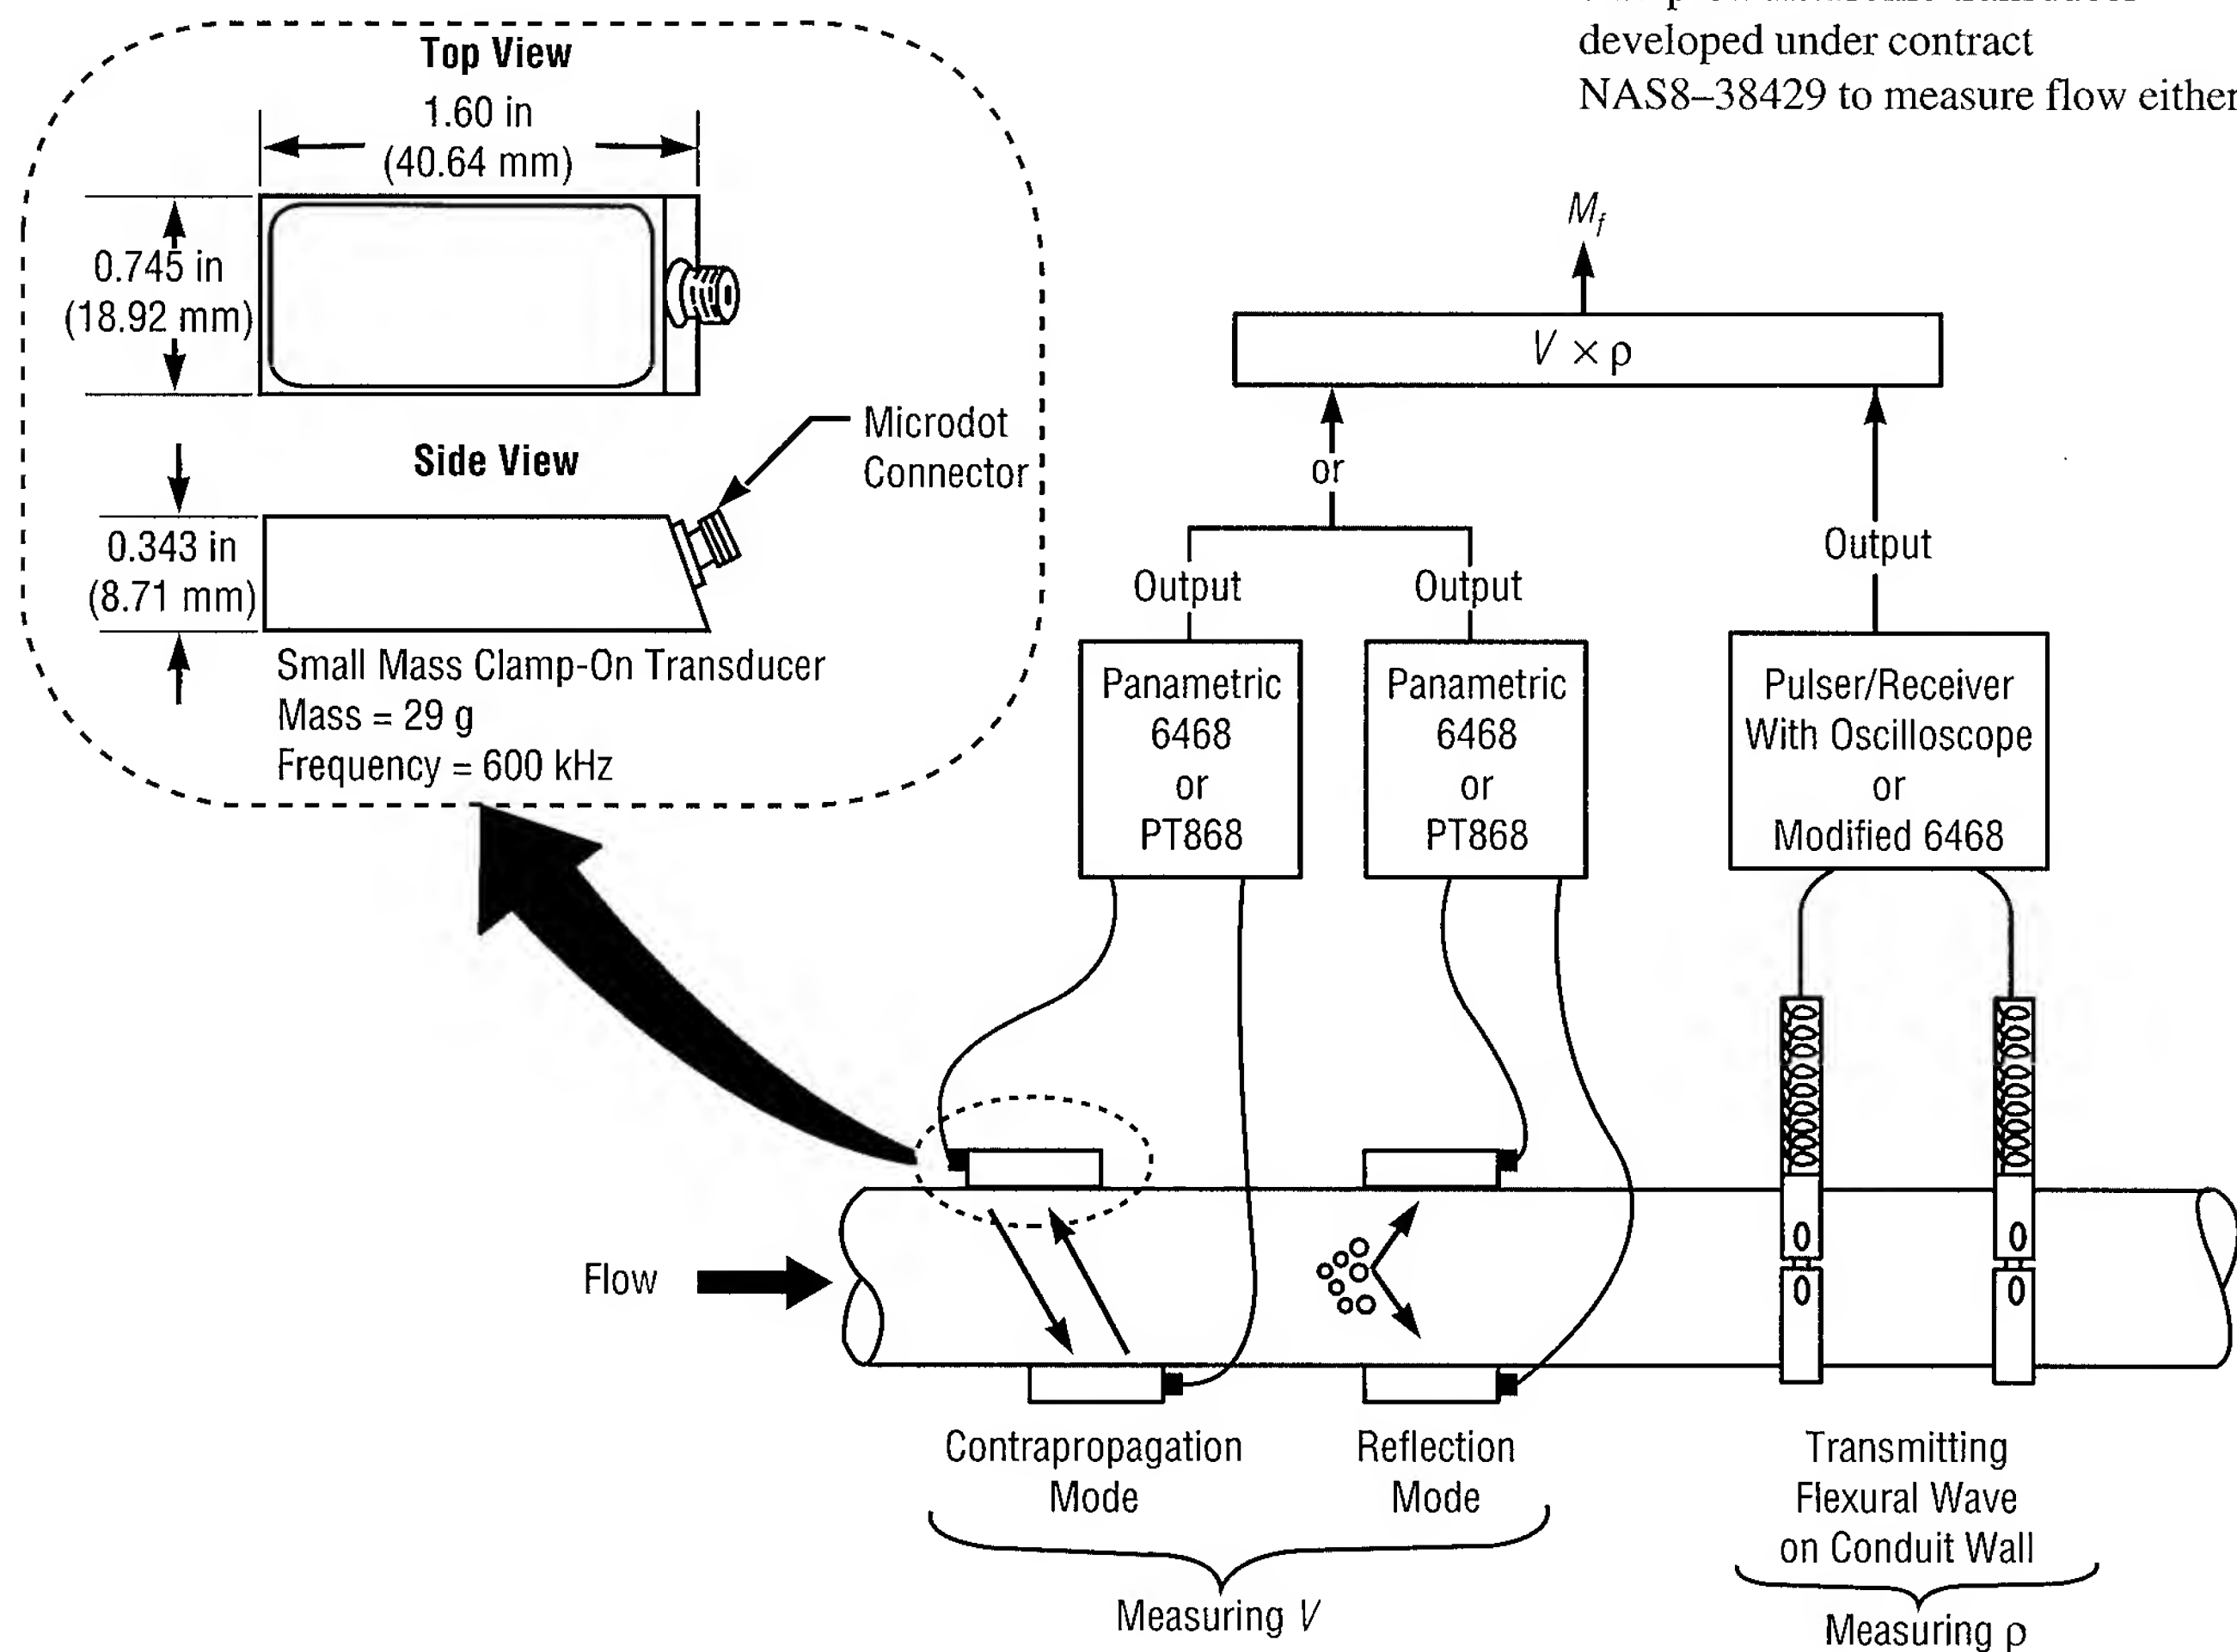 developed under contract
NAS8–38429 to measure flow either
Top View
1.60 in
(40.64 mm)
0.745 in
(18.92 mm)
Side View
Microdot
Connector
0.343 in
(8.71 mm)
Small Mass Clamp-On Transducer
Mass = 29 g
Frequency = 600 kHz
Mf
V × ρ
or
Output
Output
Output
Panametric
6468
or
PT868
Panametric
6468
or
PT868
Pulser/Receiver
With Oscilloscope
or
Modified 6468
Flow
Contrapropagation
Mode
Reflection
Mode
Transmitting
Flexural Wave
on Conduit Wall
Measuring V
Measuring ρ